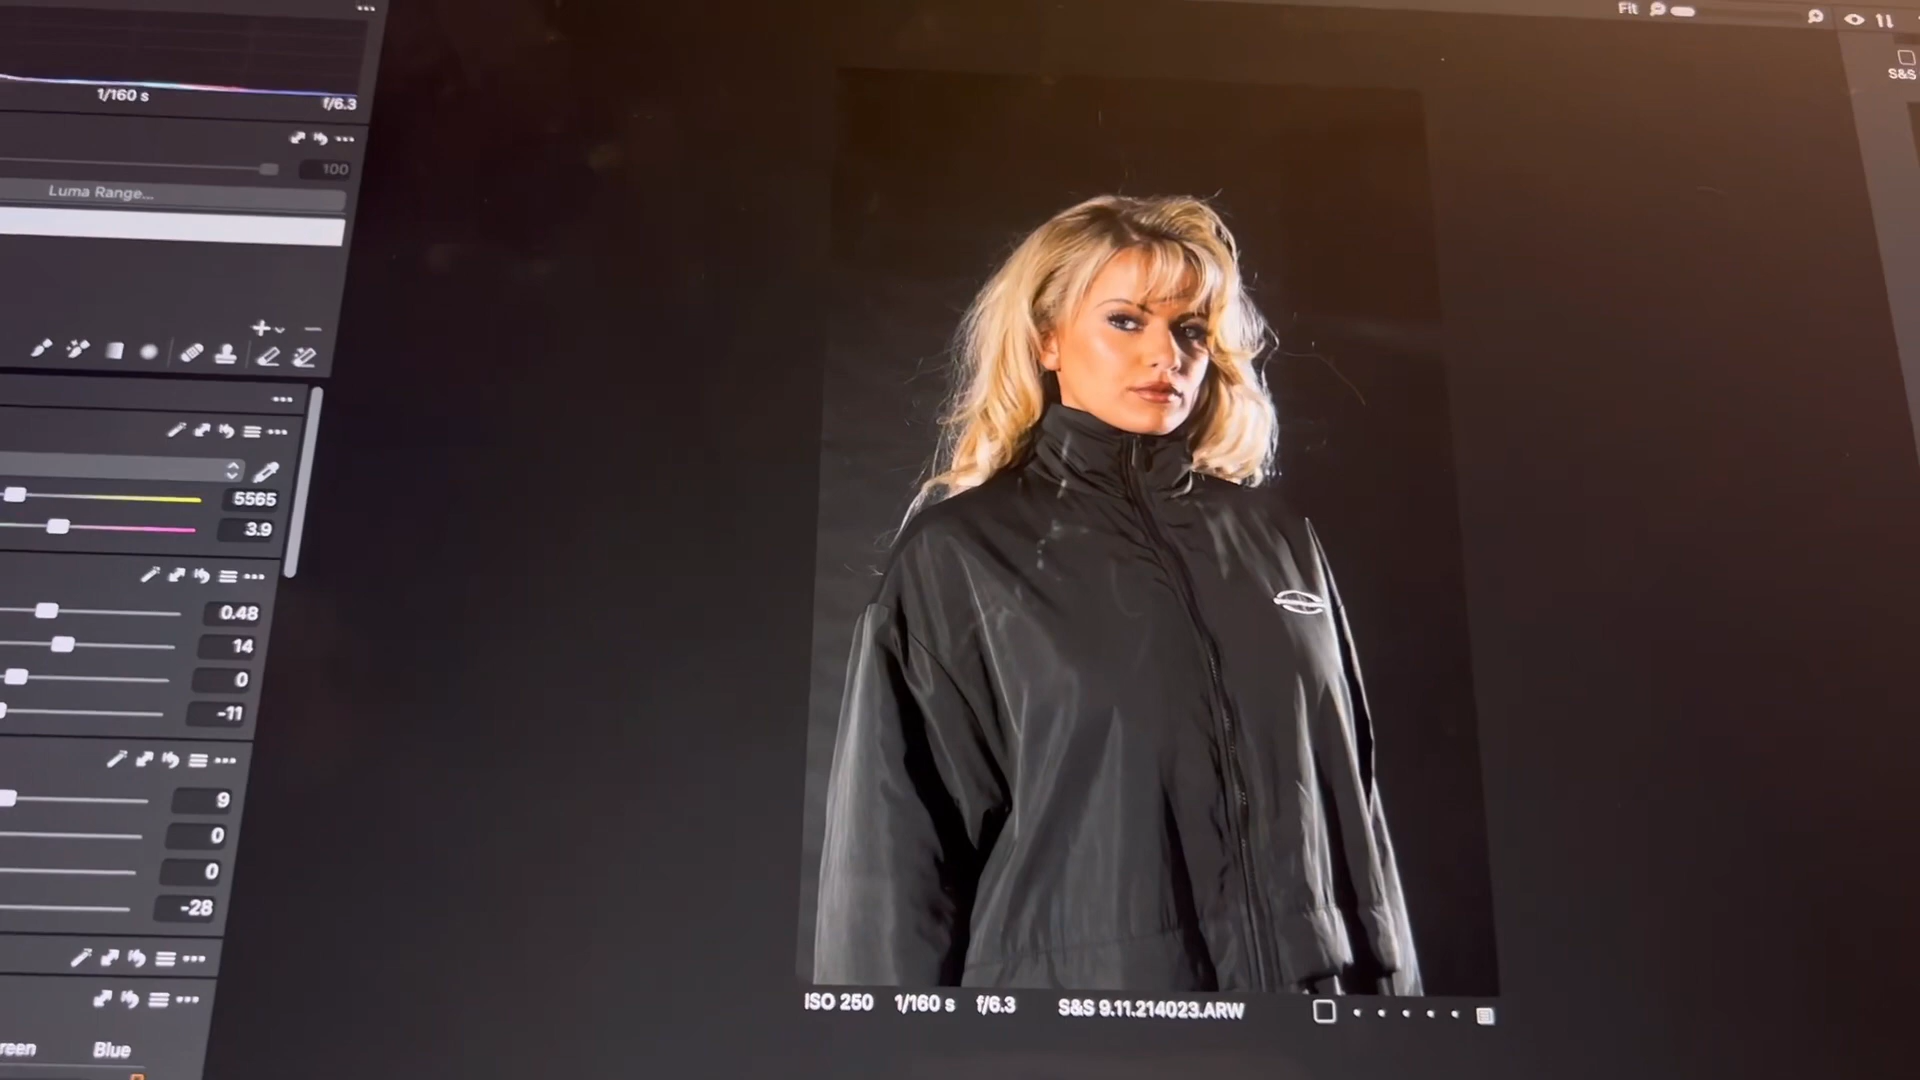 Fit
S&S
1/160 s
f/6.3
100
Luma Range...
5565
3.9
0.48
14
0
-11
9
0
0
-28
ISO 250 1/160 s f/6.3 S&S 9.11.214023.ARW
reen Blue